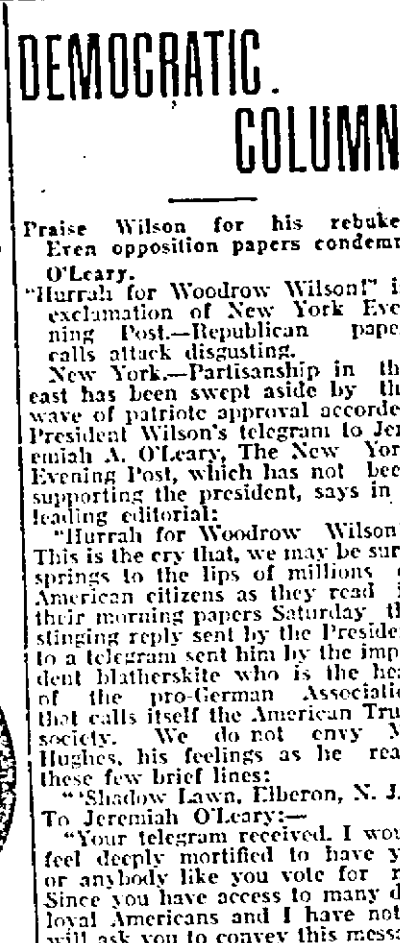 DEMOCRATIC.
COLUMN
Praise Wilson for his rebuke
Even opposition papers condem
O'Leary.
"Hurrah for Woodrow Wilson!" i
exclamation of New York Eve
ning Post.—Republican pape
calls attack disgusting.
New York.—Partisanship in th
east has been swept aside by th
wave of patriotc approval accorde
President Wilson's telegram to Jer
emiah A. O'Leary, The New Yor
Evening Post, which has not bee
supporting the president, says in
leading editorial:
"Hurrah for Woodrow Wilson
This is the cry that, we may be sur
springs to the lips of millions
American citizens as they read
their morning papers Saturday th
stinging reply sent by the Preside
to a telegram sent him by the imp
dent blatherskite who is the hea
of the pro-German Associatio
that calls itself the American Tru
society. We do not envy M
Hughes, his feelings as he rea
these few brief lines:
"'Shadow Lawn, Elberon, N. J.
To Jeremiah O'Leary:—
"Your telegram received. I wou
feel deeply mortified to have y
or anybody like you vote for
Since you have access to many d
loyal Americans and I have not
will ask you to convey this messa